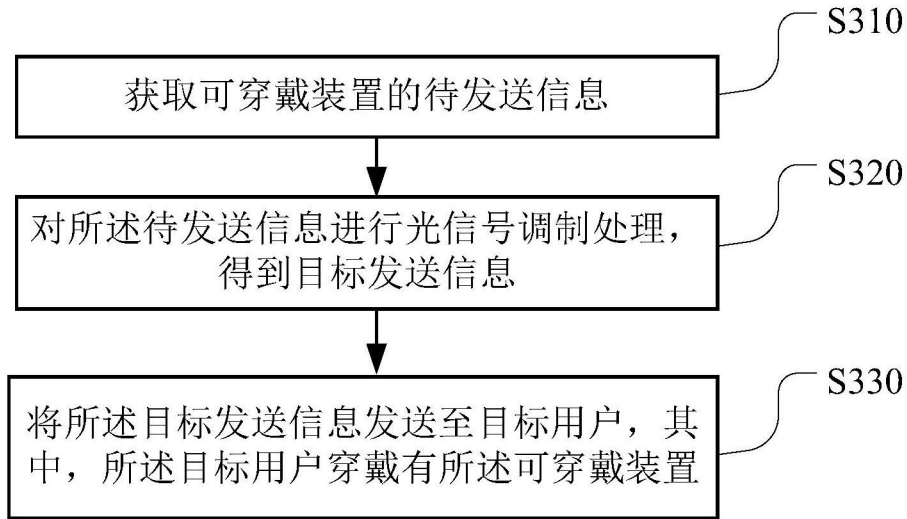 S310
获取可穿戴装置的待发送信息
S320
对所述待发送信息进行光信号调制处理，
得到目标发送信息
S330
将所述目标发送信息发送至目标用户，其
中，所述目标用户穿戴有所述可穿戴装置